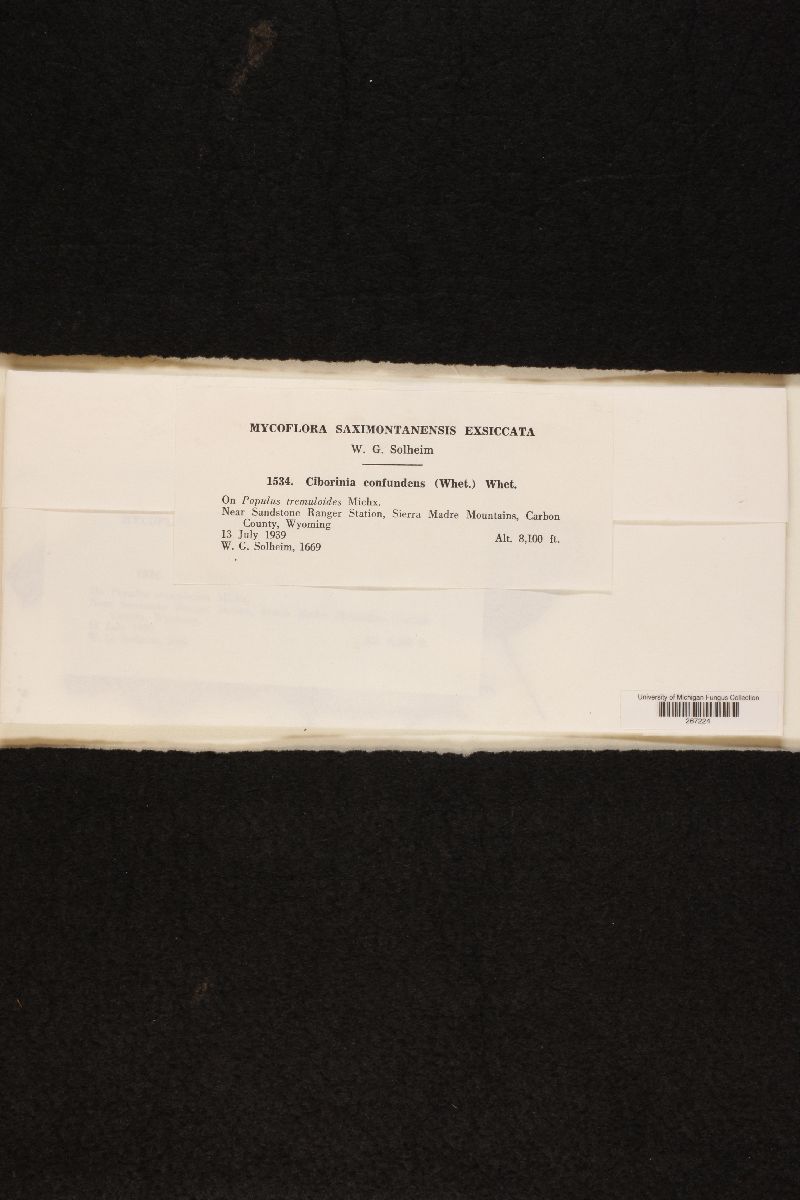 MYCOFLORA SAXIMONTANENSIS EXSICCATA
W. G. Solheim
1534. Ciborinia confundens (Whet.) Whet.
On Populus tremuloides Michx.
Near Sandstone Ranger Station, Sierra Madre Mountains, Carbon
County, Wyoming
13 July 1939 Alt. 8,100 ft.
W. G. Solheim, 1669
University of Michigan Fungus Collection
267224